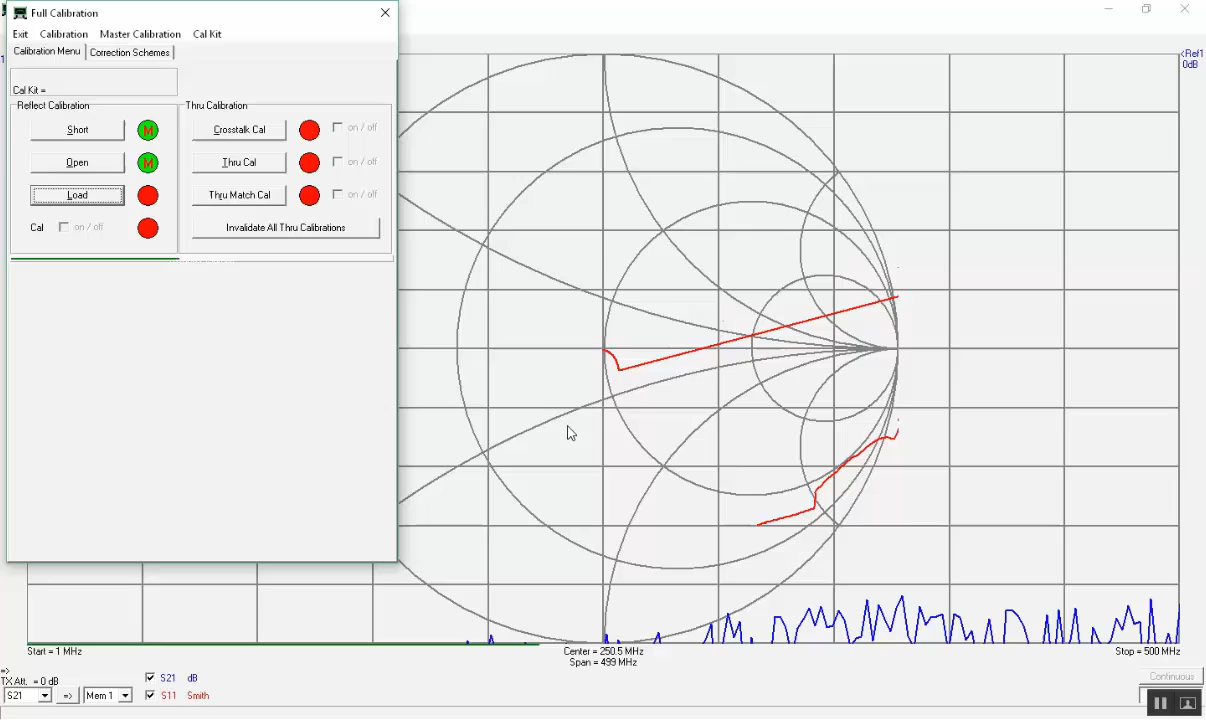 Full Calibration
Exit Calibration Master Calibration Cal Kit
Calibration Menu Correction Schemes
Cal Kit =
Reflect Calibration Thru Calibration
Short M Crosstalk Cal on / off
Open M Thru Cal on / off
Load Thru Match Cal on / off
Cal on / off Invalidate All Thru Calibrations
<Ref1
0dB
Start = 1 MHz Center = 250.5 MHz Stop = 500 MHz
Span = 499 MHz
=>
TX Att. = 0 dB S21 dB Continuous
S21 => Mem 1 S11 Smith